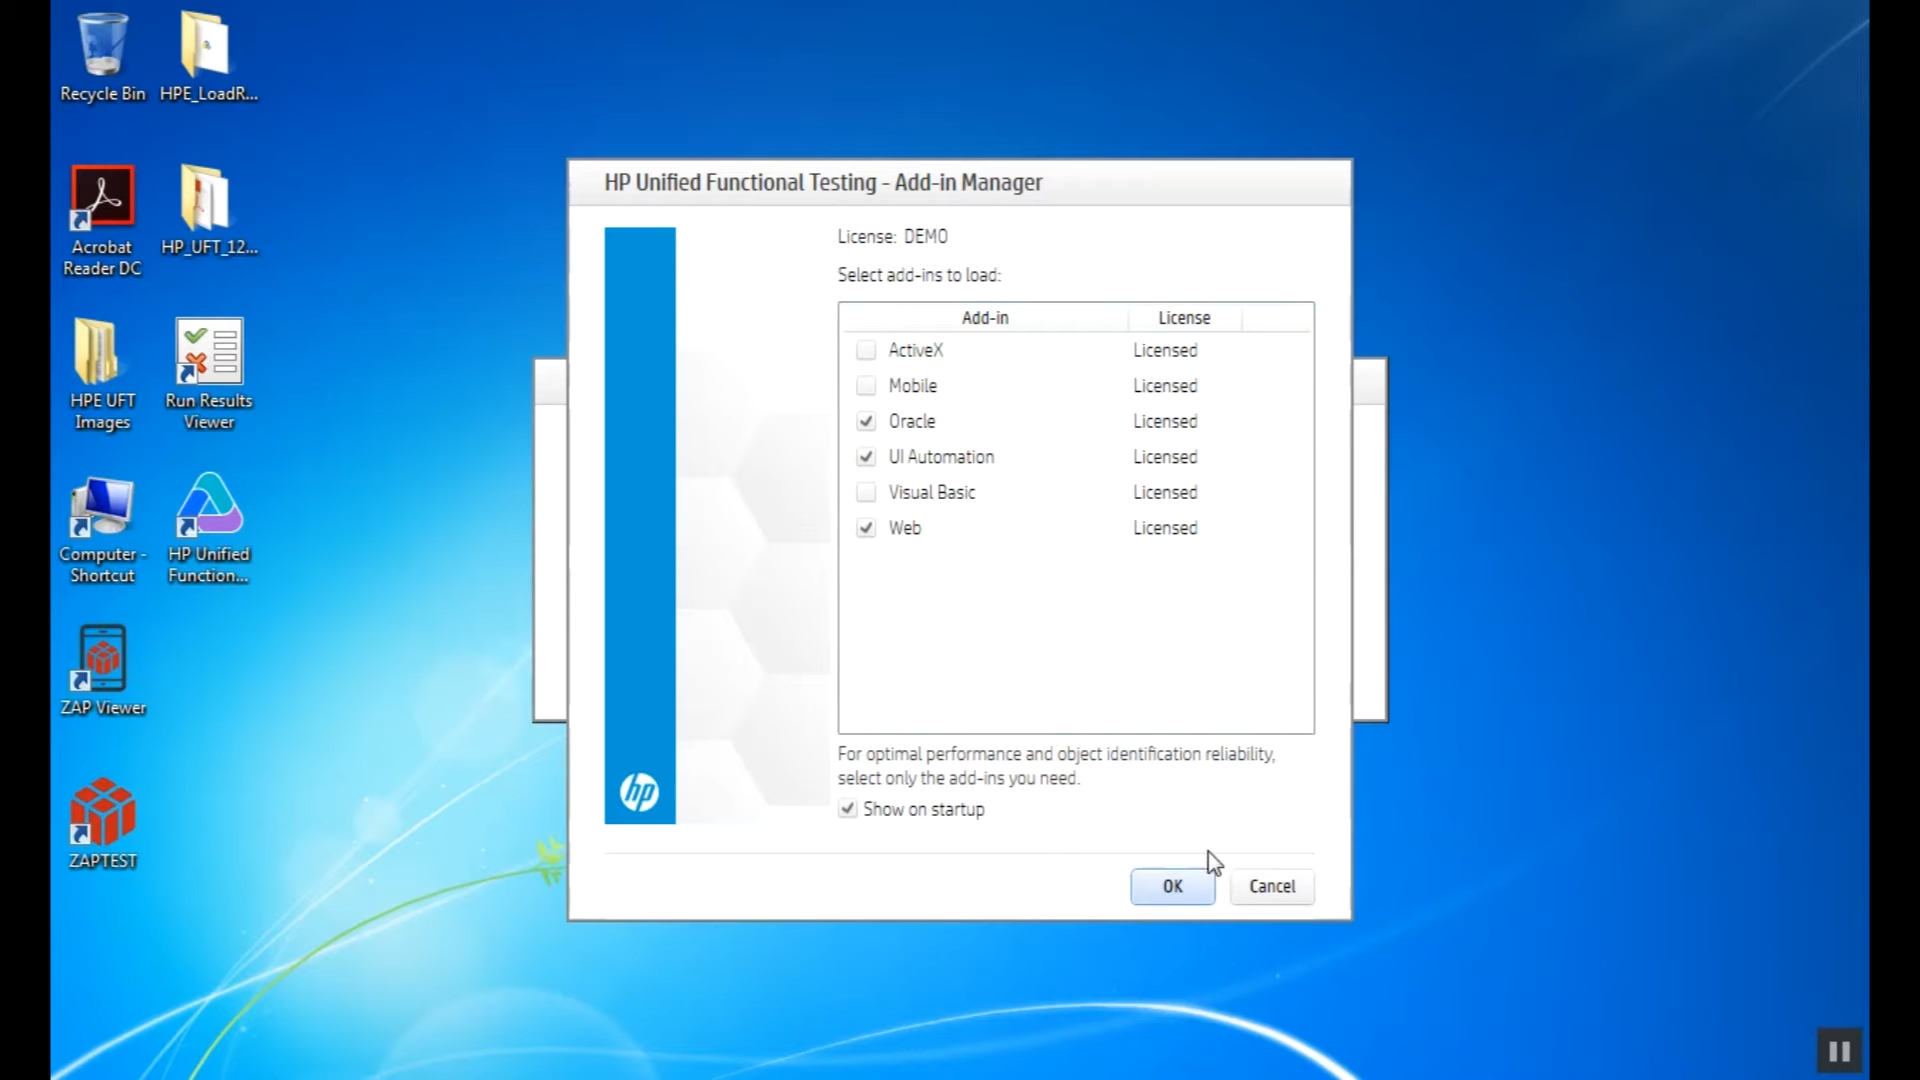 Recycle Bin
HPE_LoadR...
Acrobat
Reader DC
HP_UFT_12...
HPE UFT
Images
Run Results
Viewer
Computer -
Shortcut
HP Unified
Function...
ZAP Viewer
ZAPTEST
HP Unified Functional Testing - Add-in Manager
License: DEMO
Select add-ins to load:
Add-in License
ActiveX Licensed
Mobile Licensed
Oracle Licensed
UI Automation Licensed
Visual Basic Licensed
Web Licensed
For optimal performance and object identification reliability,
select only the add-ins you need.
Show on startup
hp
OK Cancel